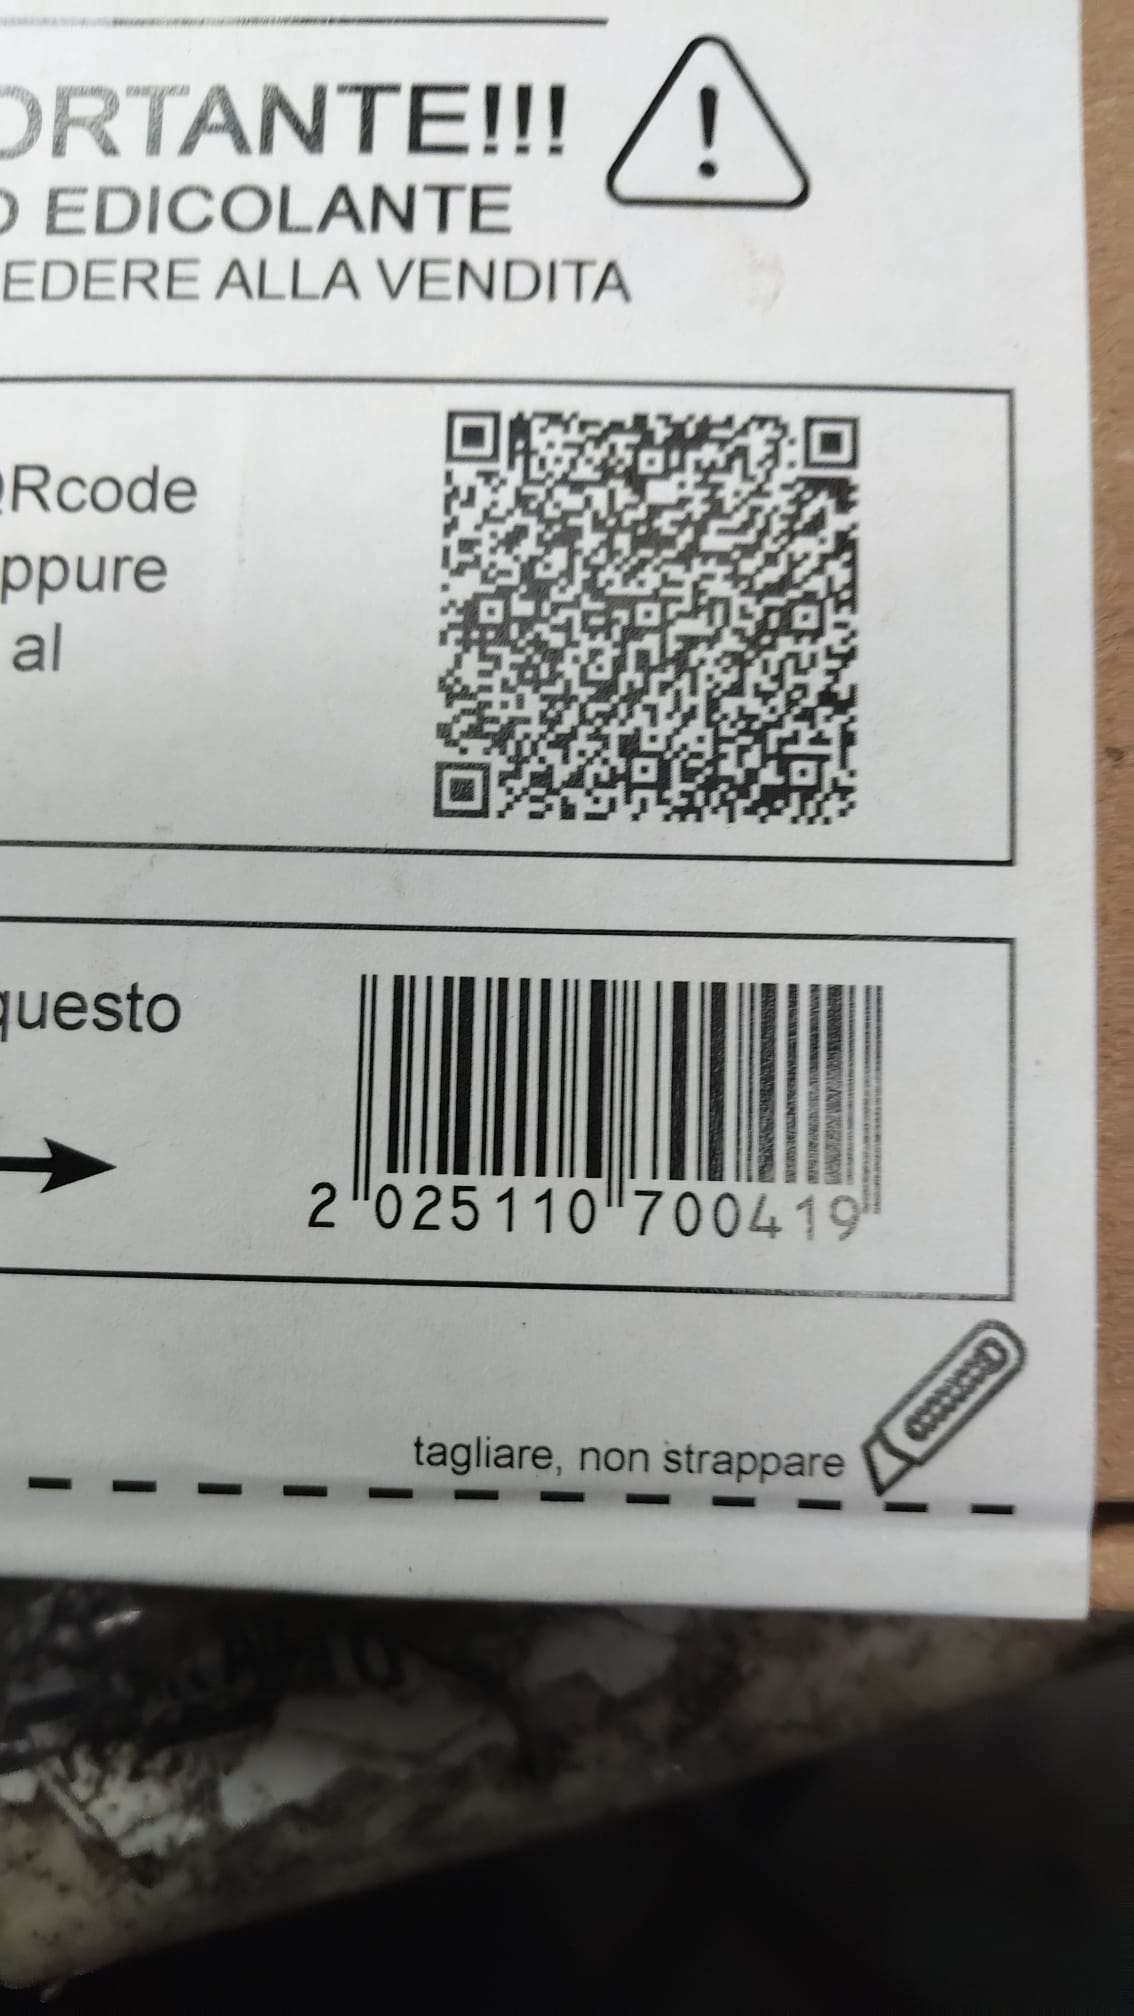 ORTANTE!!!
O EDICOLANTE
EDERE ALLA VENDITA
QRcode
ppure
al
questo
2 025110 700419
tagliare, non strappare